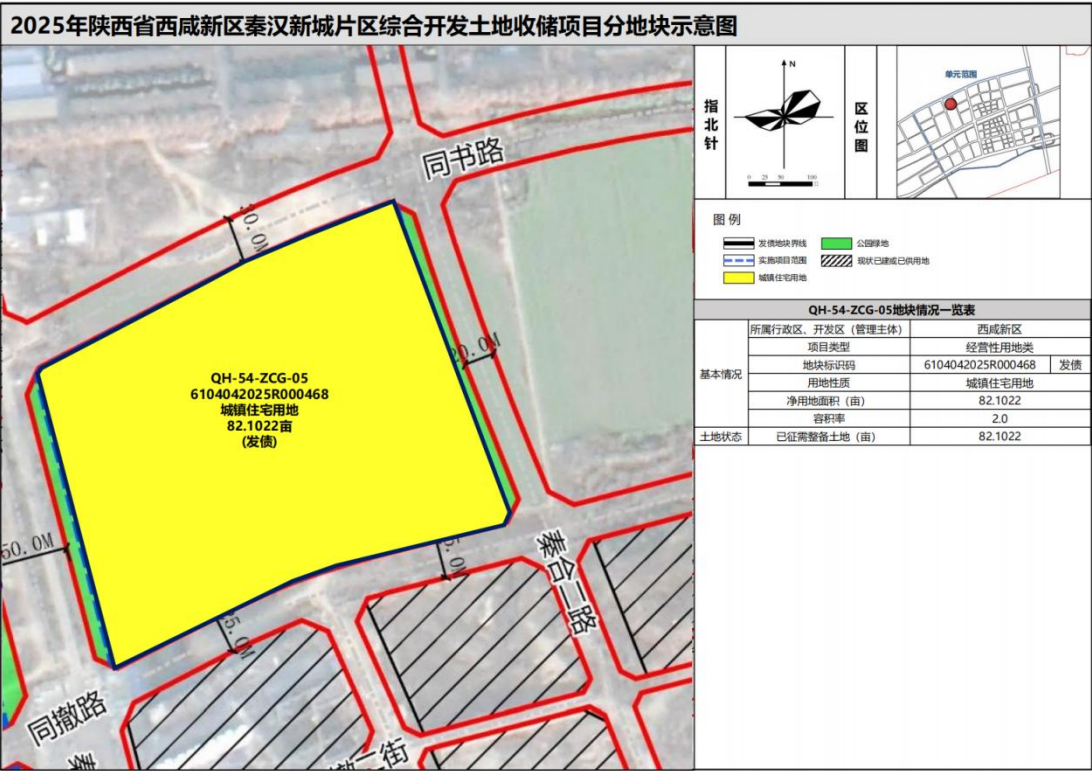 2025年陕西省西咸新区秦汉新城片区综合开发土地收储项目分地块示意图
同书路
20.0M
50.0M
QH-54-ZCG-05
6104042025R000468
城镇住宅用地
82.1022亩
(发债)
秦合二路
同撤路
秦
二街
指北针
N
0 25 50 100
区位图
单元范围
图 例
发债地块界线
公园绿地
实施项目范围
现状已建或已供用地
城镇住宅用地
QH-54-ZCG-05地块情况一览表
基本情况
所属行政区、开发区（管理主体） 西咸新区
项目类型 经营性用地类
地块标识码 6104042025R000468 发债
用地性质 城镇住宅用地
净用地面积（亩） 82.1022
容积率 2.0
土地状态 已征需整备土地（亩） 82.1022